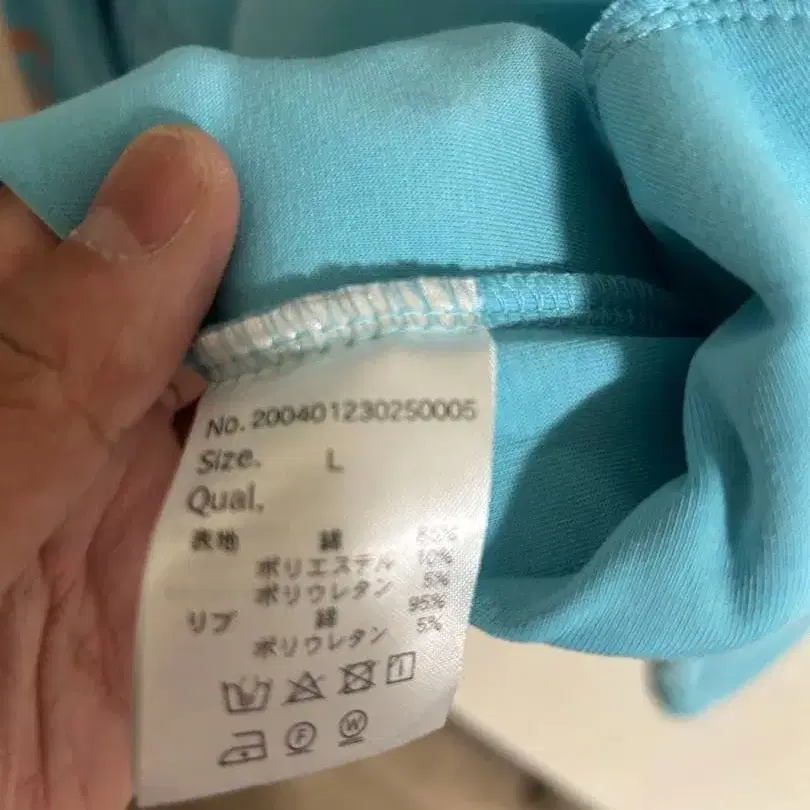 No. 200401230250005
Size. L
Qual.
表地 綿 85%
ポリエステル 10%
ポリウレタン 5%
リブ 綿 95%
ポリウレタン 5%
F W